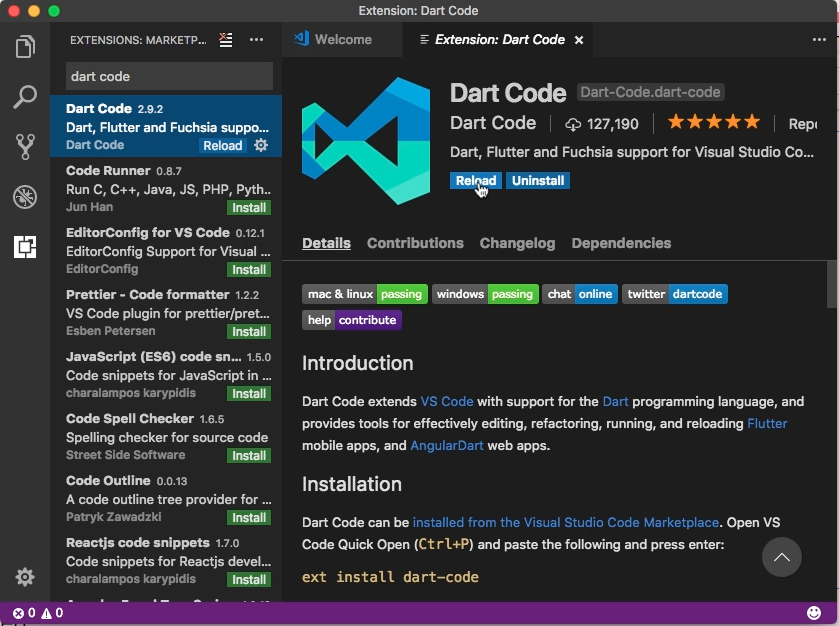 Extension: Dart Code
EXTENSIONS: MARKETP...
dart code
Dart Code 2.9.2
Dart, Flutter and Fuchsia suppo...
Dart Code Reload
Code Runner 0.8.7
Run C, C++, Java, JS, PHP, Pyth...
Jun Han Install
EditorConfig for VS Code 0.12.1
EditorConfig Support for Visual ...
EditorConfig Install
Prettier - Code formatter 1.2.2
VS Code plugin for prettier/pret...
Esben Petersen Install
JavaScript (ES6) code sn... 1.5.0
Code snippets for JavaScript in ...
charalampos karypidis Install
Code Spell Checker 1.6.5
Spelling checker for source code
Street Side Software Install
Code Outline 0.0.13
A code outline tree provider for ...
Patryk Zawadzki Install
Reactjs code snippets 1.7.0
Code snippets for Reactjs devel...
charalampos karypidis Install
Welcome
Extension: Dart Code
Dart Code Dart-Code.dart-code
Dart Code 127,190 Repo
Dart, Flutter and Fuchsia support for Visual Studio Co...
Reload Uninstall
Details Contributions Changelog Dependencies
mac & linux passing windows passing chat online twitter dartcode
help contribute
Introduction
Dart Code extends VS Code with support for the Dart programming language, and
provides tools for effectively editing, refactoring, running, and reloading Flutter
mobile apps, and AngularDart web apps.
Installation
Dart Code can be installed from the Visual Studio Code Marketplace. Open VS
Code Quick Open (Ctrl+P) and paste the following and press enter:
ext install dart-code
0 0